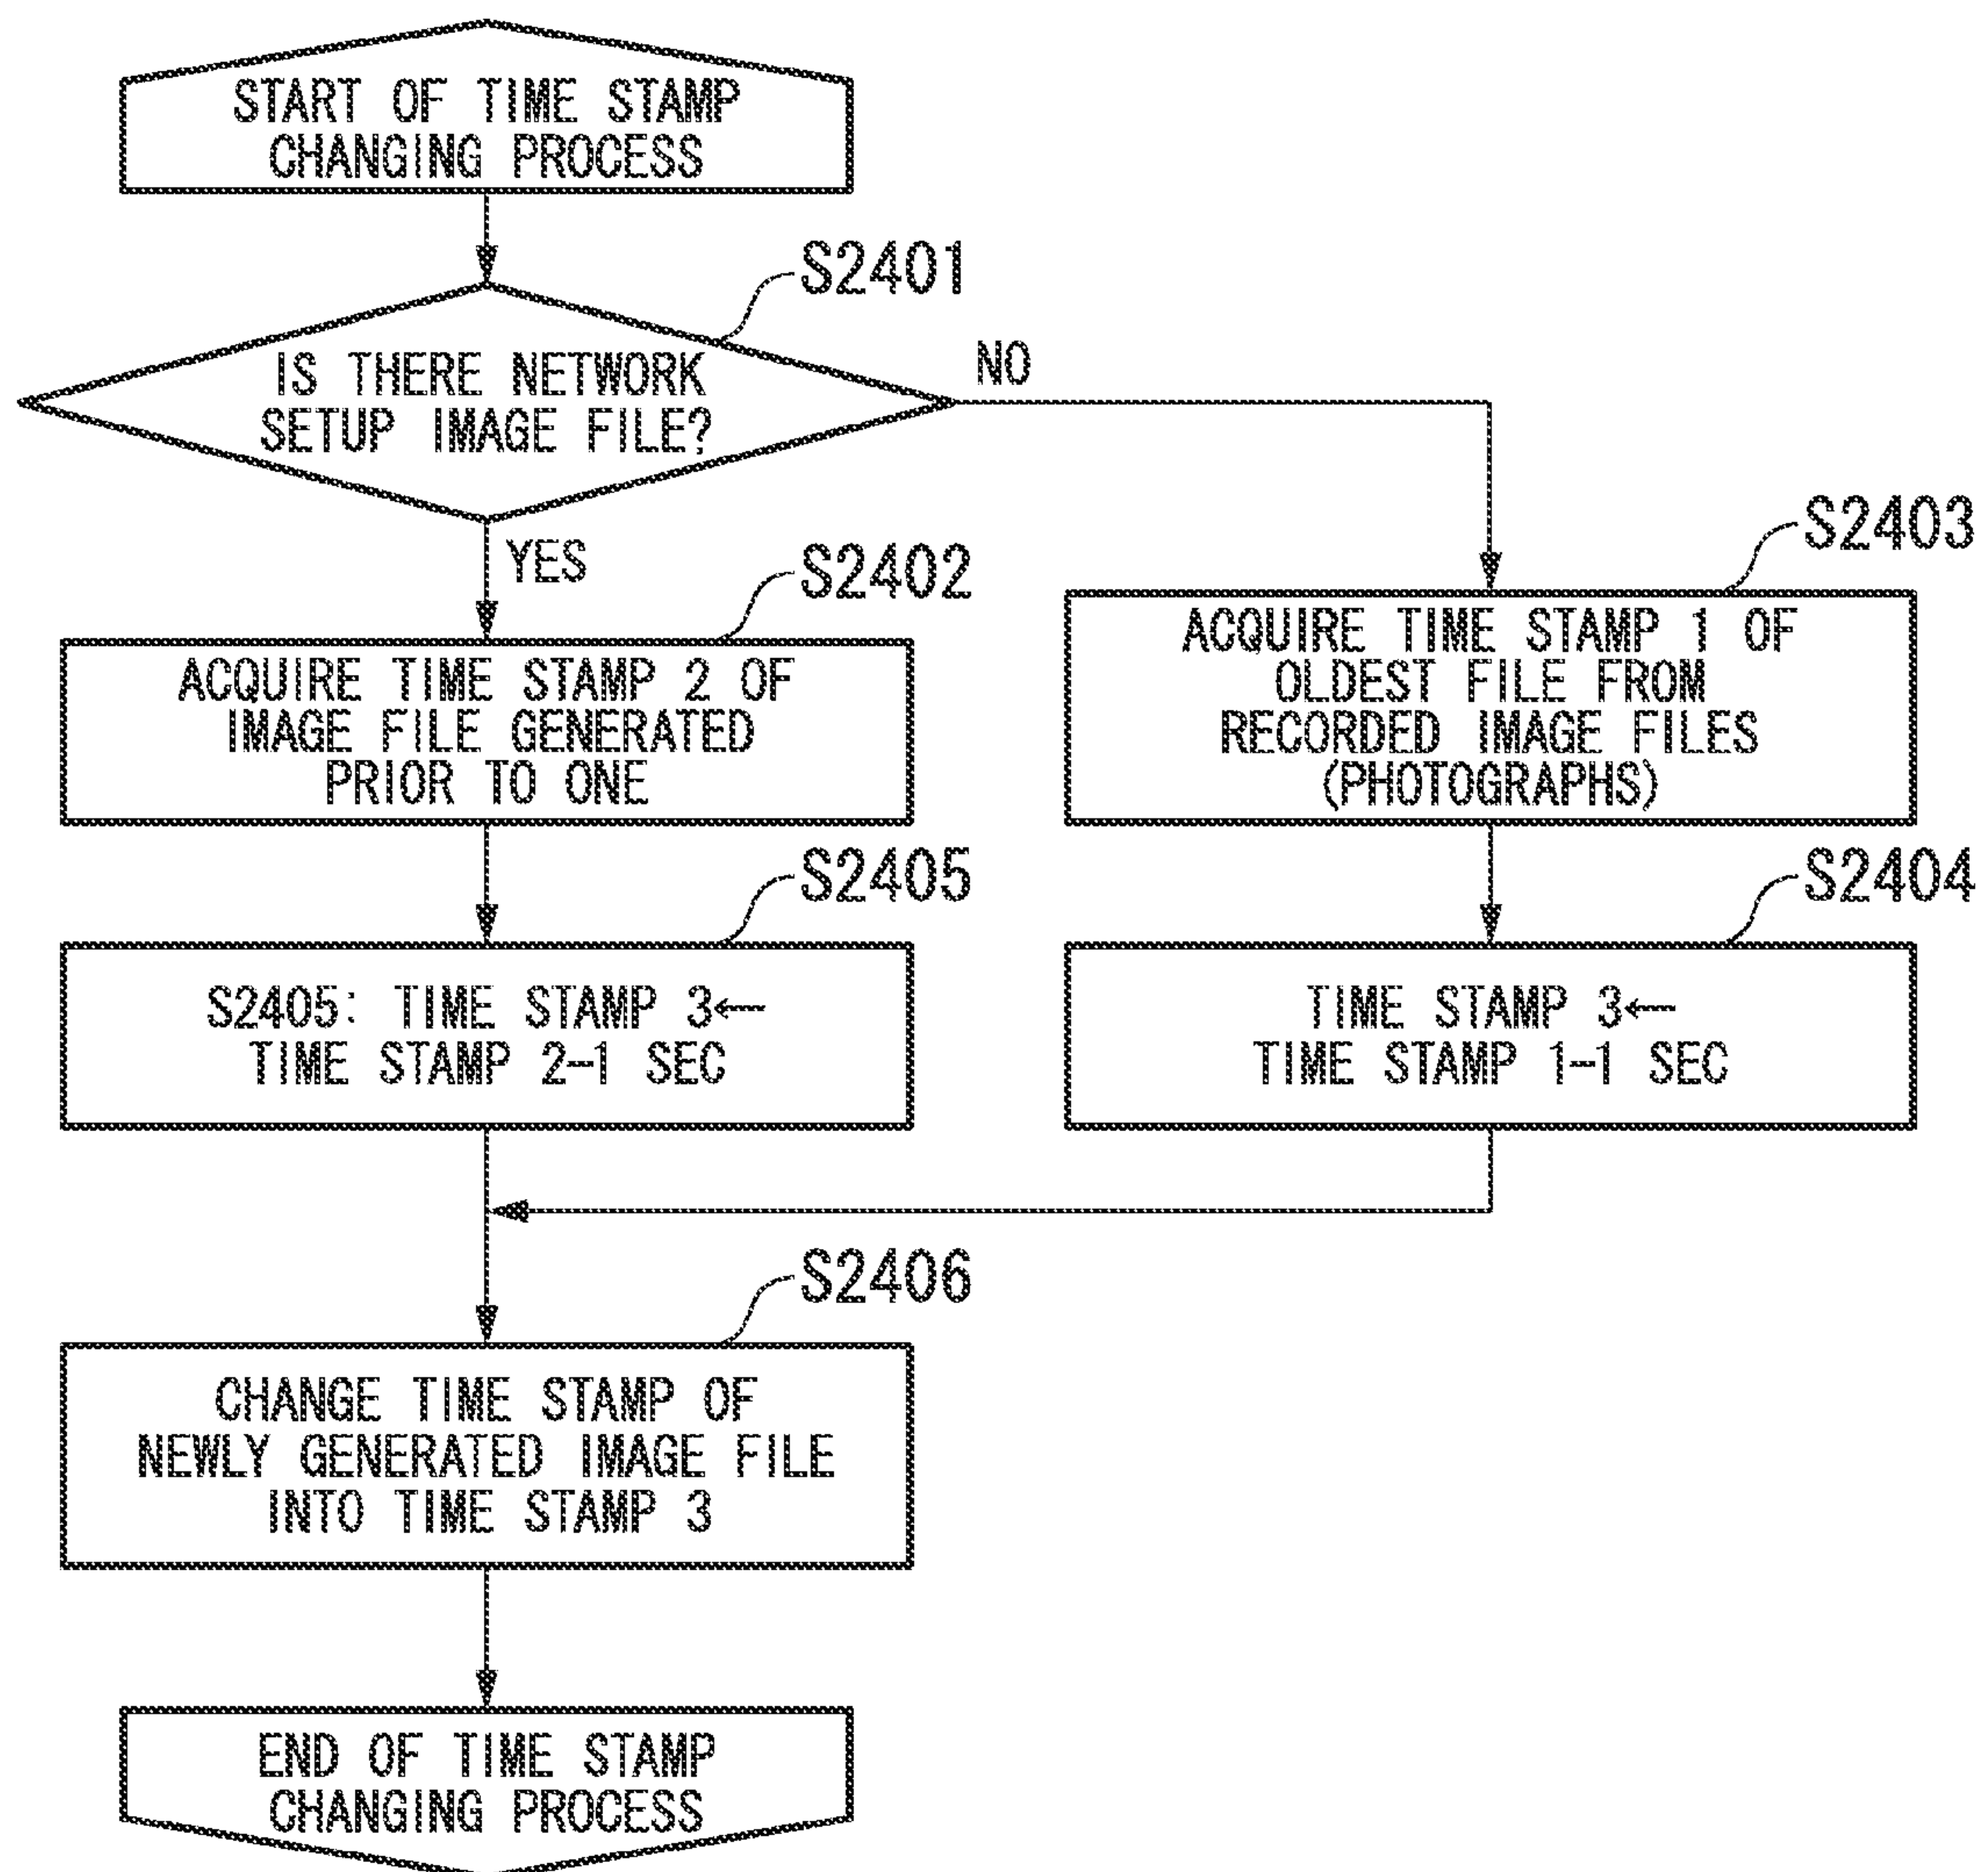 START OF TIME STAMP
CHANGING PROCESS
S2401
IS THERE NETWORK
SETUP IMAGE FILE?
NO
YES
S2402
ACQUIRE TIME STAMP 2 OF
IMAGE FILE GENERATED
PRIOR TO ONE
S2403
ACQUIRE TIME STAMP 1 OF
OLDEST FILE FROM
RECORDED IMAGE FILES
(PHOTOGRAPHS)
S2405
S2405: TIME STAMP 3←
TIME STAMP 2-1 SEC
S2404
TIME STAMP 3←
TIME STAMP 1-1 SEC
S2406
CHANGE TIME STAMP OF
NEWLY GENERATED IMAGE FILE
INTO TIME STAMP 3
END OF TIME STAMP
CHANGING PROCESS